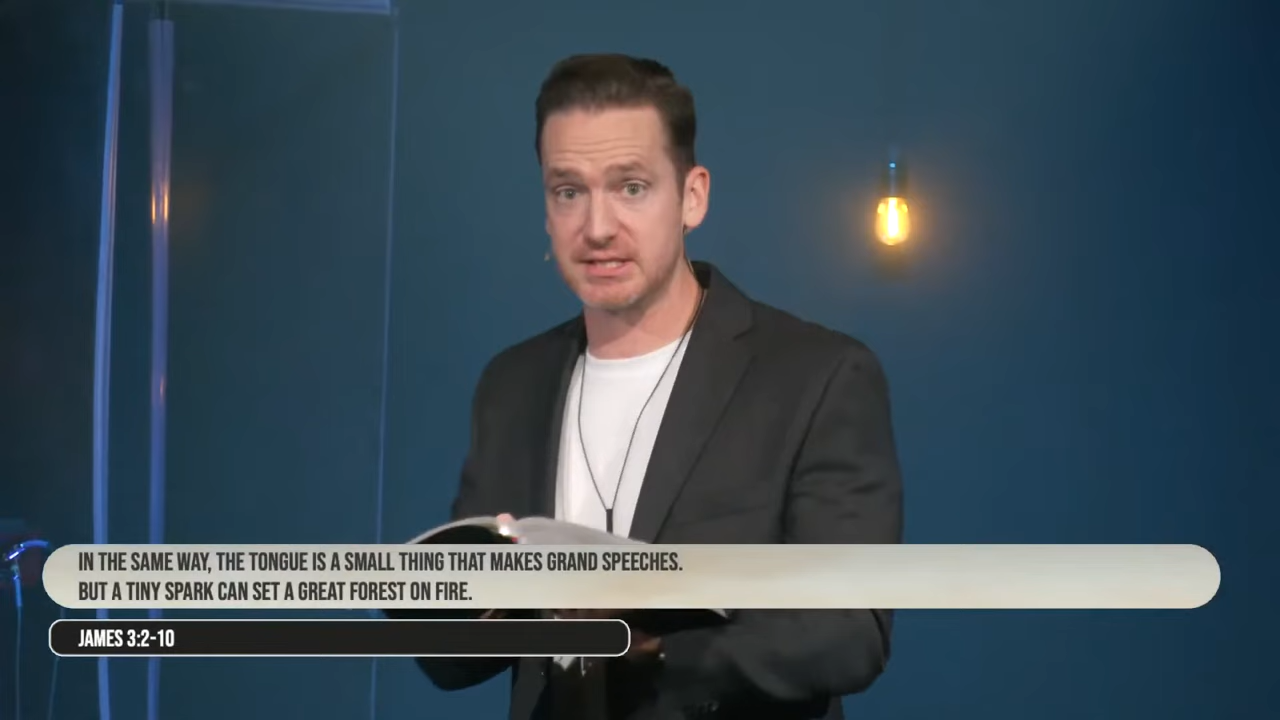 IN THE SAME WAY, THE TONGUE IS A SMALL THING THAT MAKES GRAND SPEECHES.
BUT A TINY SPARK CAN SET A GREAT FOREST ON FIRE.
JAMES 3:2-10